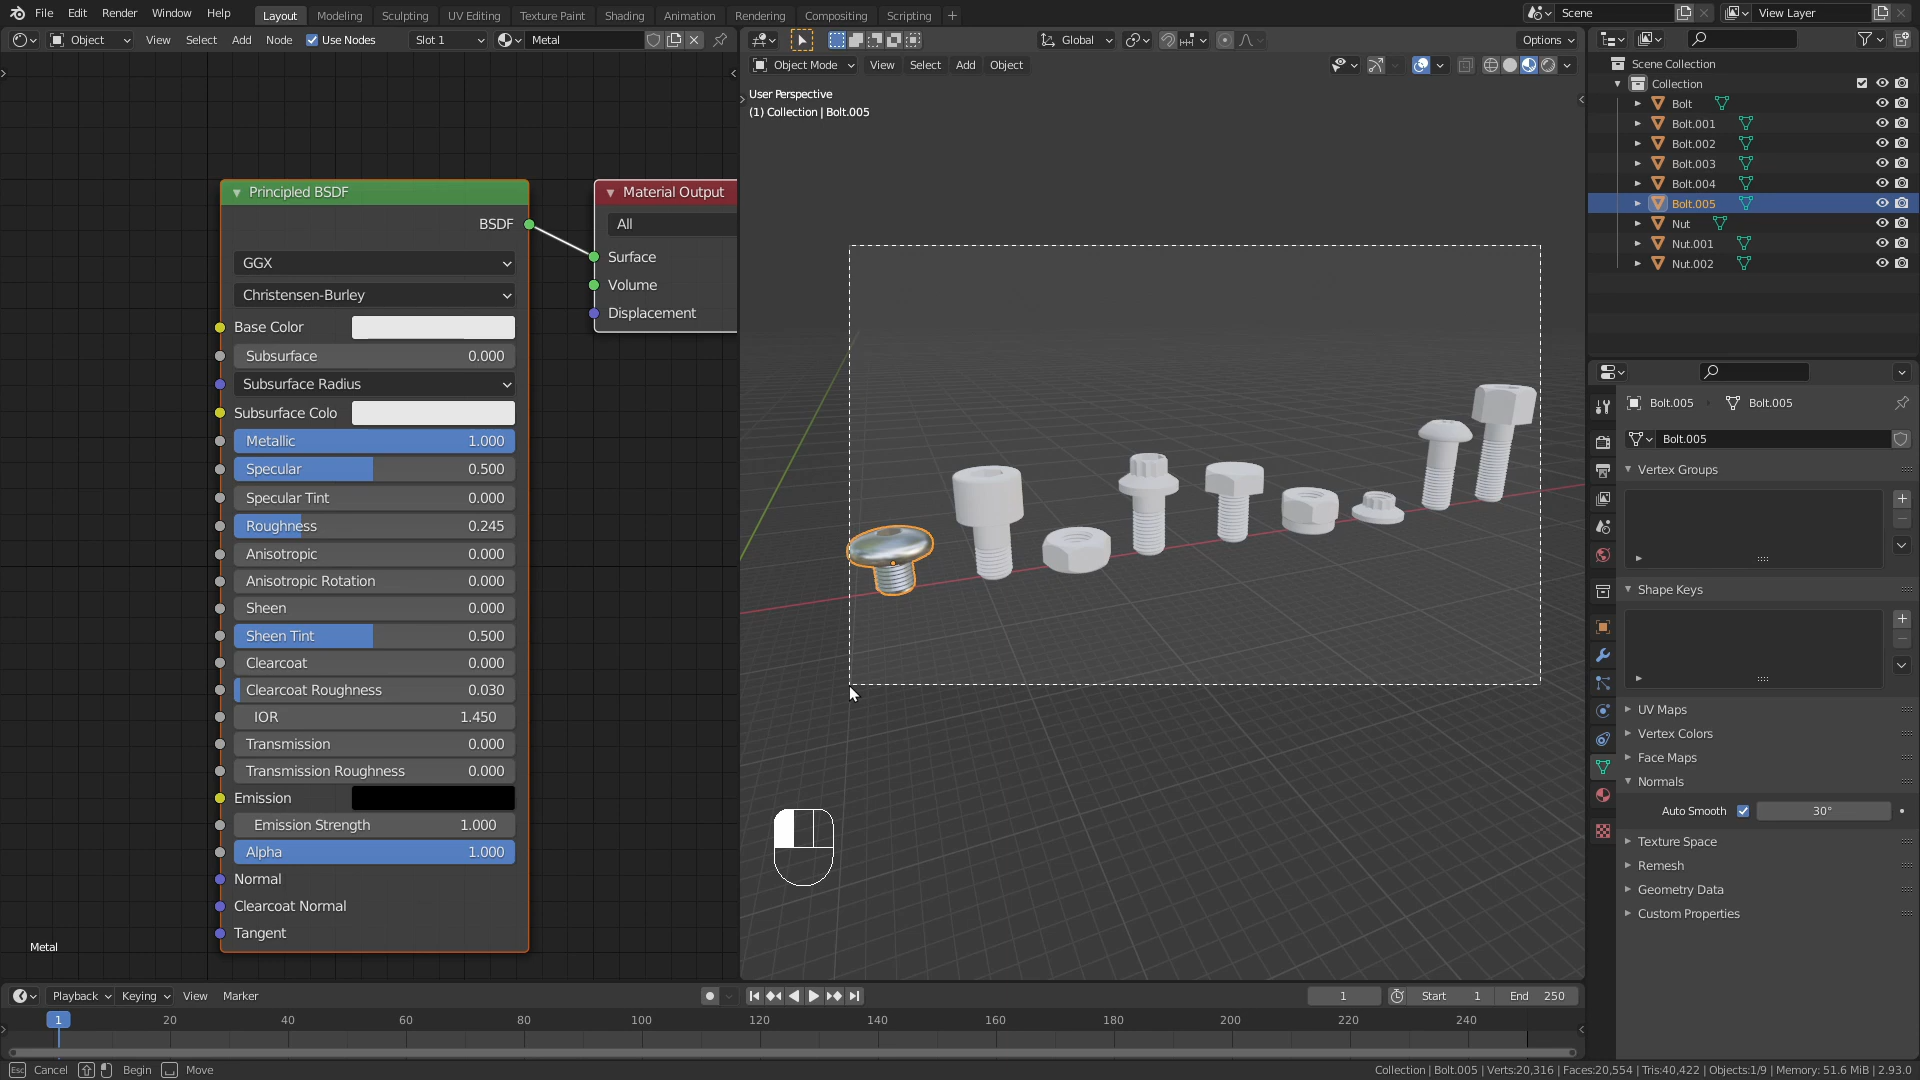 File Edit Render Window Help Layout Modeling Sculpting UV Editing Texture Paint Shading Animation Rendering Compositing Scripting + Scene View Layer
Object View Select Add Node Use Nodes Slot 1 Metal
Global Options
Object Mode View Select Add Object
User Perspective
(1) Collection | Bolt.005
Principled BSDF
BSDF
GGX
Christensen-Burley
Base Color
Subsurface 0.000
Subsurface Radius
Subsurface Colo
Metallic 1.000
Specular 0.500
Specular Tint 0.000
Roughness 0.245
Anisotropic 0.000
Anisotropic Rotation 0.000
Sheen 0.000
Sheen Tint 0.500
Clearcoat 0.000
Clearcoat Roughness 0.030
IOR 1.450
Transmission 0.000
Transmission Roughness 0.000
Emission
Emission Strength 1.000
Alpha 1.000
Normal
Clearcoat Normal
Tangent
Material Output
All
Surface
Volume
Displacement
Metal
Scene Collection
Collection
Bolt
Bolt.001
Bolt.002
Bolt.003
Bolt.004
Bolt.005
Nut
Nut.001
Nut.002
Bolt.005 Bolt.005
Bolt.005
Vertex Groups
Shape Keys
UV Maps
Vertex Colors
Face Maps
Normals
Auto Smooth 30°
Texture Space
Remesh
Geometry Data
Custom Properties
Playback Keying View Marker 1 Start 1 End 250
1 20 40 60 80 100 120 140 160 180 200 220 240
Esc Cancel Begin Move Collection | Bolt.005 | Verts:20,316 | Faces:20,554 | Tris:40,422 | Objects:1/9 | Memory: 51.6 MiB | 2.93.0